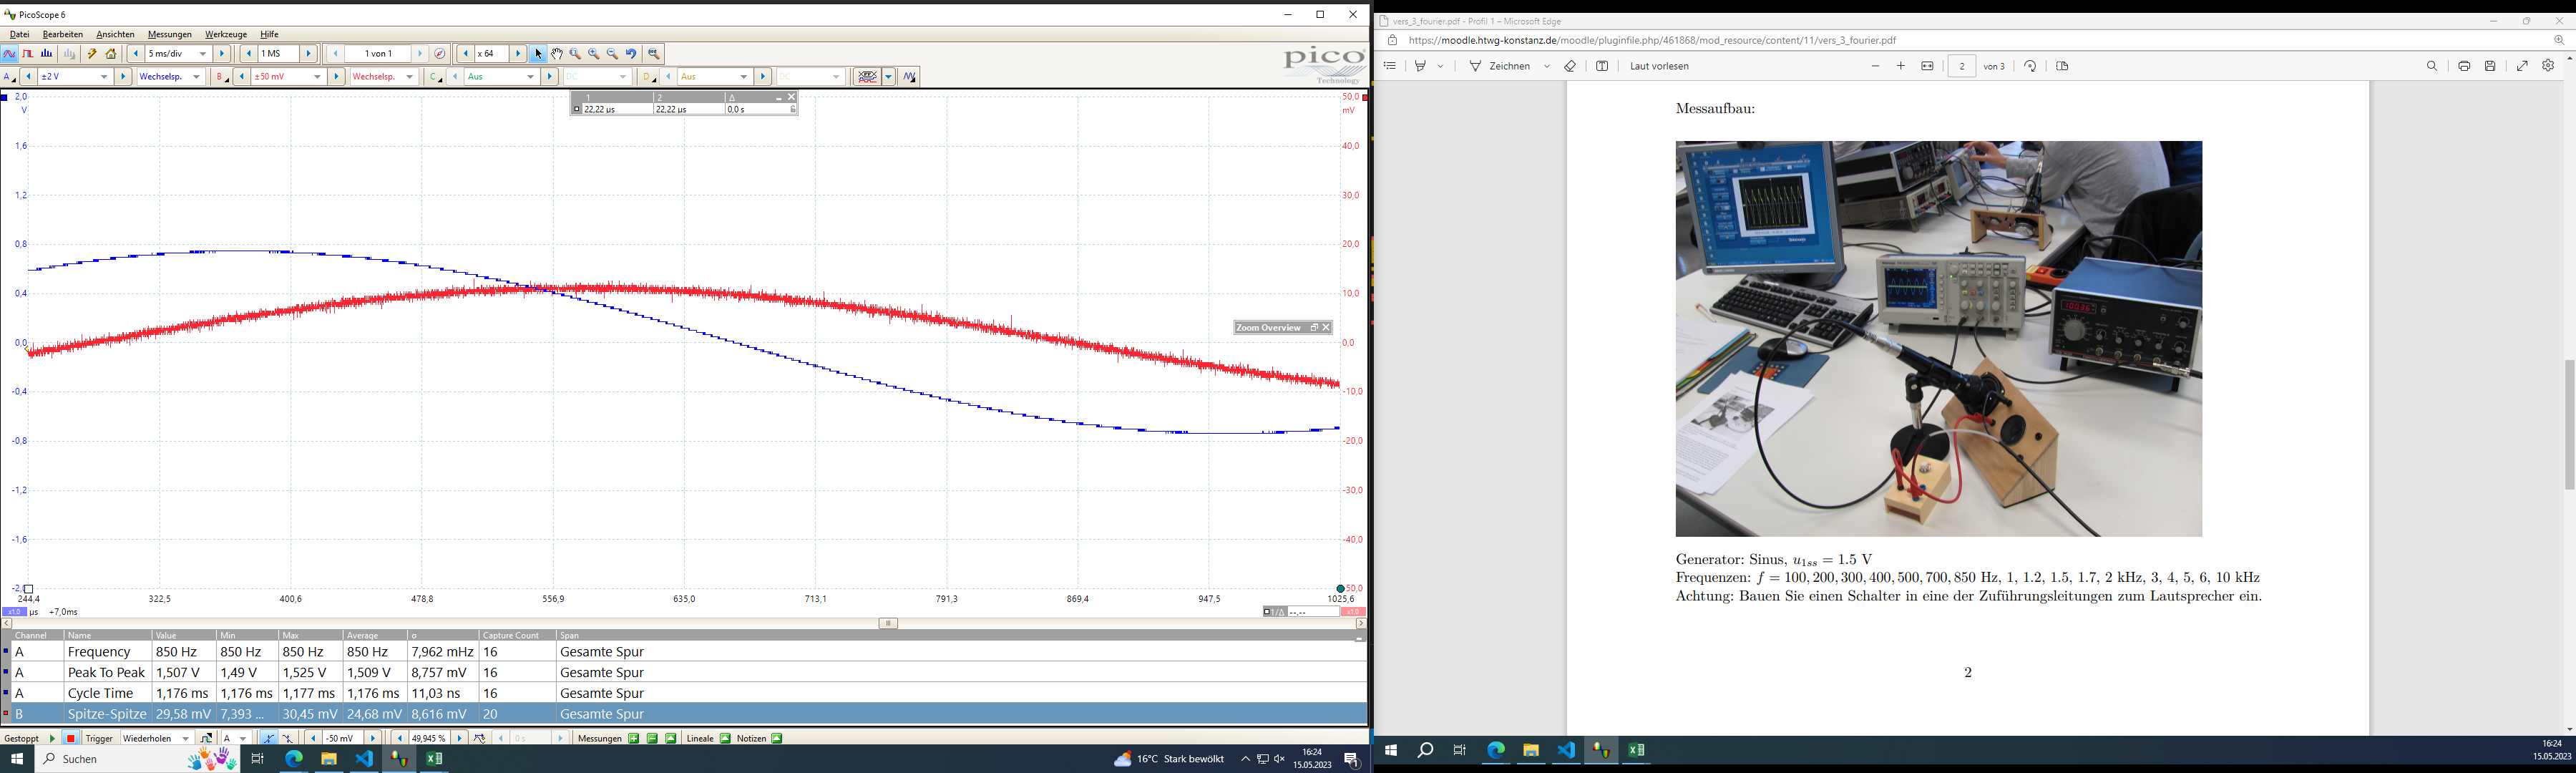 PicoScope 6
Datei Bearbeiten Ansichten Messungen Werkzeuge Hilfe
5 ms/div 1 MS 1 von 1 x 64
A ±2 V Wechselsp. B ±50 mV Wechselsp. C Aus DC D Aus DC
pico
Technology
1 2 Δ
22,22 µs 22,22 µs 0,0 s
2,0
V
1,6
1,2
0,8
0,4
0,0
-0,4
-0,8
-1,2
-1,6
-2,0
50,0
mV
40,0
30,0
20,0
10,0
Zoom Overview
0,0
-10,0
-20,0
-30,0
-40,0
-50,0
244,4 322,5 400,6 478,8 556,9 635,0 713,1 791,3 869,4 947,5 1025,6
x1,0 µs +7,0ms 1/Δ --,-- x1,0
Channel Name Value Min Max Average σ Capture Count Span
A Frequency 850 Hz 850 Hz 850 Hz 850 Hz 7,962 mHz 16 Gesamte Spur
A Peak To Peak 1,507 V 1,49 V 1,525 V 1,509 V 8,757 mV 16 Gesamte Spur
A Cycle Time 1,176 ms 1,176 ms 1,177 ms 1,176 ms 11,03 ns 16 Gesamte Spur
B Spitze-Spitze 29,58 mV 7,393 ... 30,45 mV 24,68 mV 8,616 mV 20 Gesamte Spur
Gestoppt Trigger Wiederholen A -50 mV 49,945 % 0 s Messungen Lineale Notizen
Suchen
16°C Stark bewölkt
16:24
15.05.2023
1
vers_3_fourier.pdf - Profil 1 – Microsoft Edge
https://moodle.htwg-konstanz.de/moodle/pluginfile.php/461868/mod_resource/content/11/vers_3_fourier.pdf
Zeichnen Laut vorlesen 2 von 3
Messaufbau:
Generator: Sinus, u1ss = 1.5 V
Frequenzen: f = 100, 200, 300, 400, 500, 700, 850 Hz, 1, 1.2, 1.5, 1.7, 2 kHz, 3, 4, 5, 6, 10 kHz
Achtung: Bauen Sie einen Schalter in eine der Zuführungsleitungen zum Lautsprecher ein.
2
16:24
15.05.2023